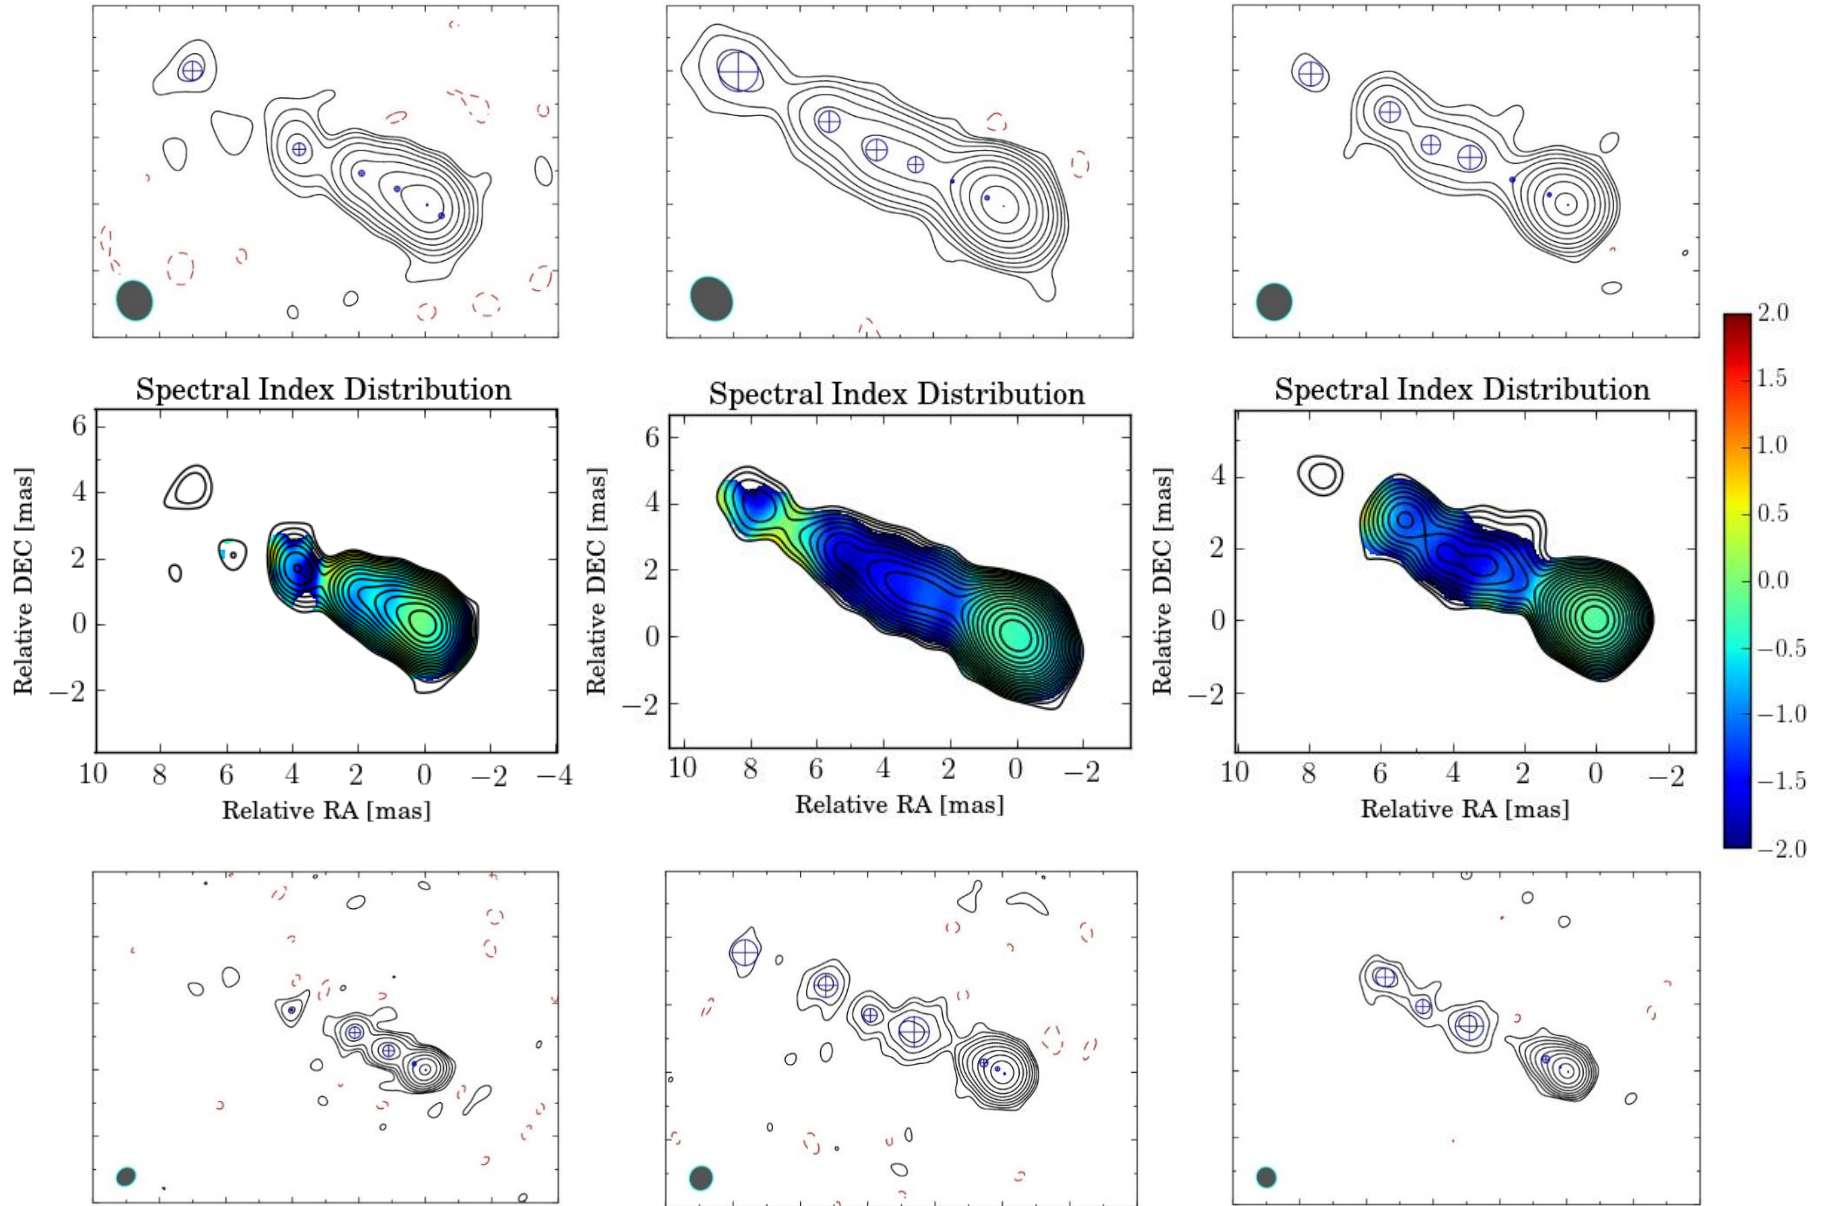 Spectral Index Distribution
Spectral Index Distribution
Spectral Index Distribution
Relative DEC [mas]
6
4
2
0
−2
10 8 6 4 2 0 −2 −4
Relative RA [mas]
Relative DEC [mas]
6
4
2
0
−2
10 8 6 4 2 0 −2
Relative RA [mas]
Relative DEC [mas]
4
2
0
−2
10 8 6 4 2 0 −2
Relative RA [mas]
2.0
1.5
1.0
0.5
0.0
−0.5
−1.0
−1.5
−2.0